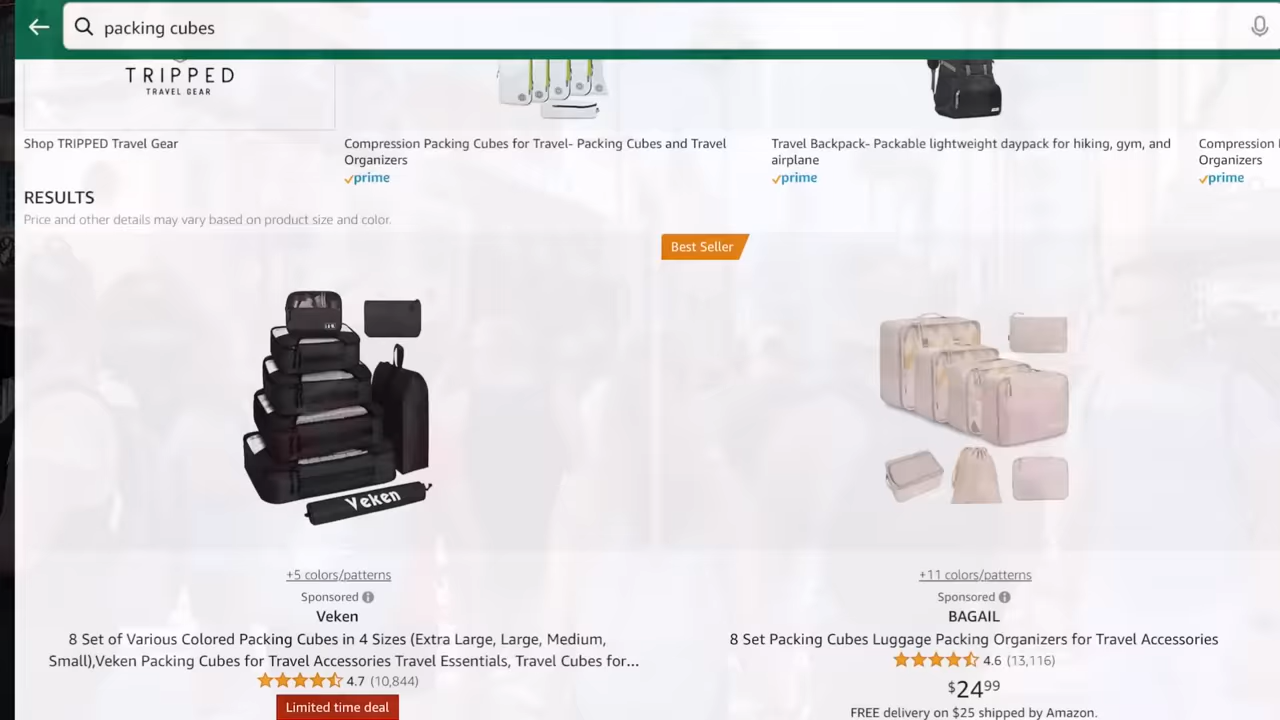 packing cubes
TRIPPED
TRAVEL GEAR
Shop TRIPPED Travel Gear
Compression Packing Cubes for Travel- Packing Cubes and Travel
Organizers
prime
Travel Backpack- Packable lightweight daypack for hiking, gym, and
airplane
prime
Compression
Organizers
prime
RESULTS
Price and other details may vary based on product size and color.
Best Seller
Veken
+5 colors/patterns
Sponsored
Veken
8 Set of Various Colored Packing Cubes in 4 Sizes (Extra Large, Large, Medium,
Small),Veken Packing Cubes for Travel Accessories Travel Essentials, Travel Cubes for...
4.7 (10,844)
Limited time deal
+11 colors/patterns
Sponsored
BAGAIL
8 Set Packing Cubes Luggage Packing Organizers for Travel Accessories
4.6 (13,116)
$2499
FREE delivery on $25 shipped by Amazon.